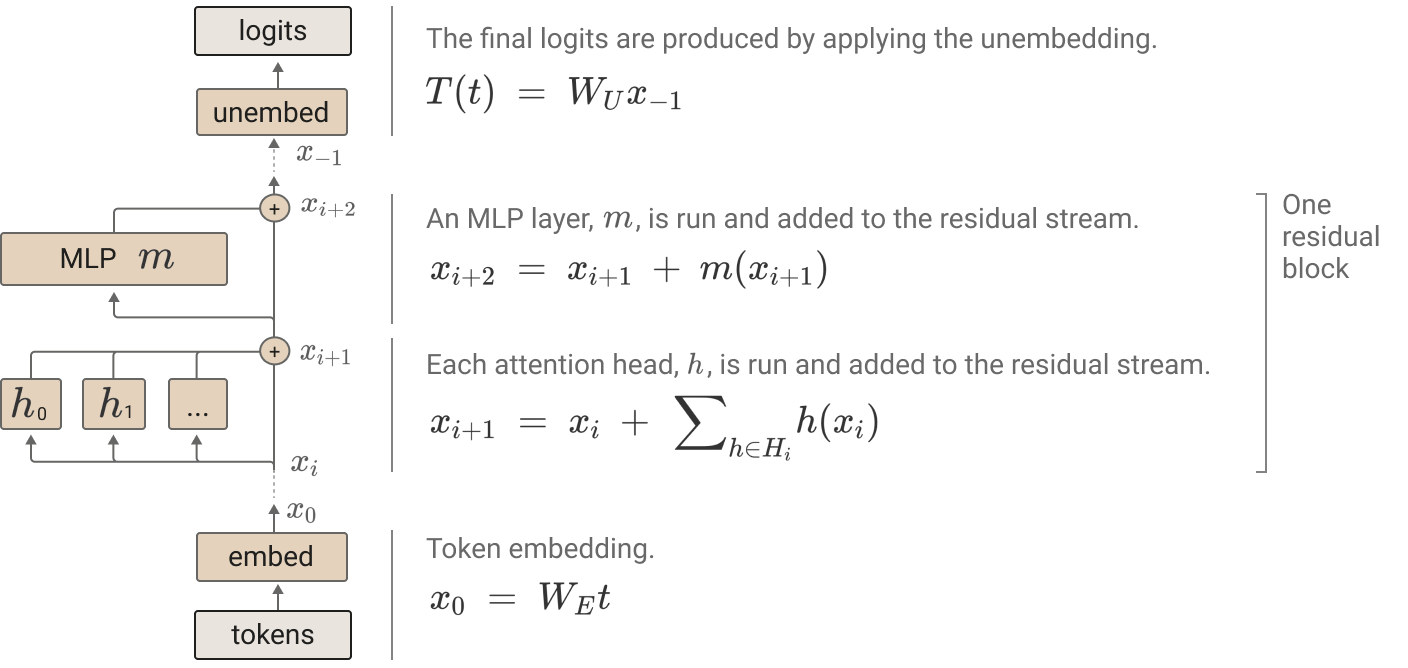 logits
The final logits are produced by applying the unembedding.
T(t) = W_U x_{-1}
unembed
x_{-1}
x_{i+2}
+
An MLP layer, m, is run and added to the residual stream.
x_{i+2} = x_{i+1} + m(x_{i+1})
One
residual
block
MLP m
x_{i+1}
+
Each attention head, h, is run and added to the residual stream.
x_{i+1} = x_i + ∑_{h∈H_i} h(x_i)
h_0 h_1 ...
x_i
x_0
embed
Token embedding.
x_0 = W_E t
tokens